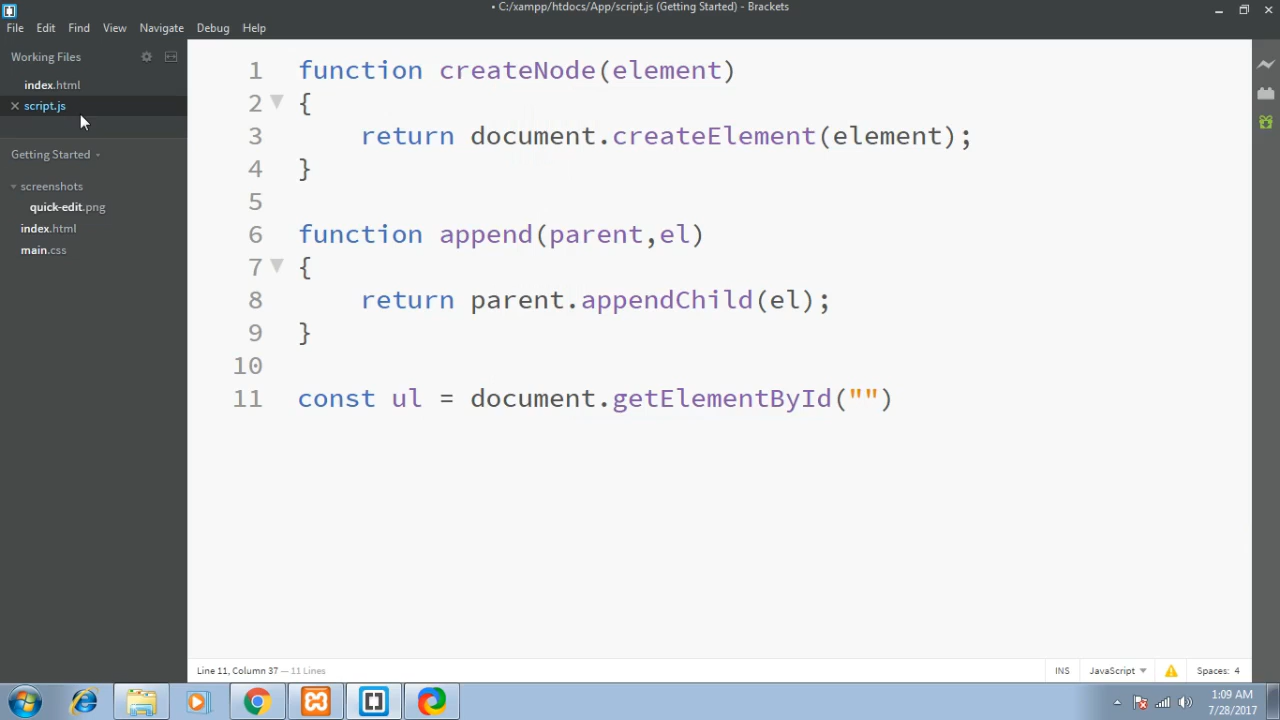 • C:/xampp/htdocs/App/script.js (Getting Started) - Brackets
File Edit Find View Navigate Debug Help
Working Files
index.html
script.js
Getting Started
screenshots
quick-edit.png
index.html
main.css
1 function createNode(element)
2 {
3 return document.createElement(element);
4 }
5
6 function append(parent,el)
7 {
8 return parent.appendChild(el);
9 }
10
11 const ul = document.getElementById("")
Line 11, Column 37 — 11 Lines
INS JavaScript Spaces: 4
1:09 AM
7/28/2017